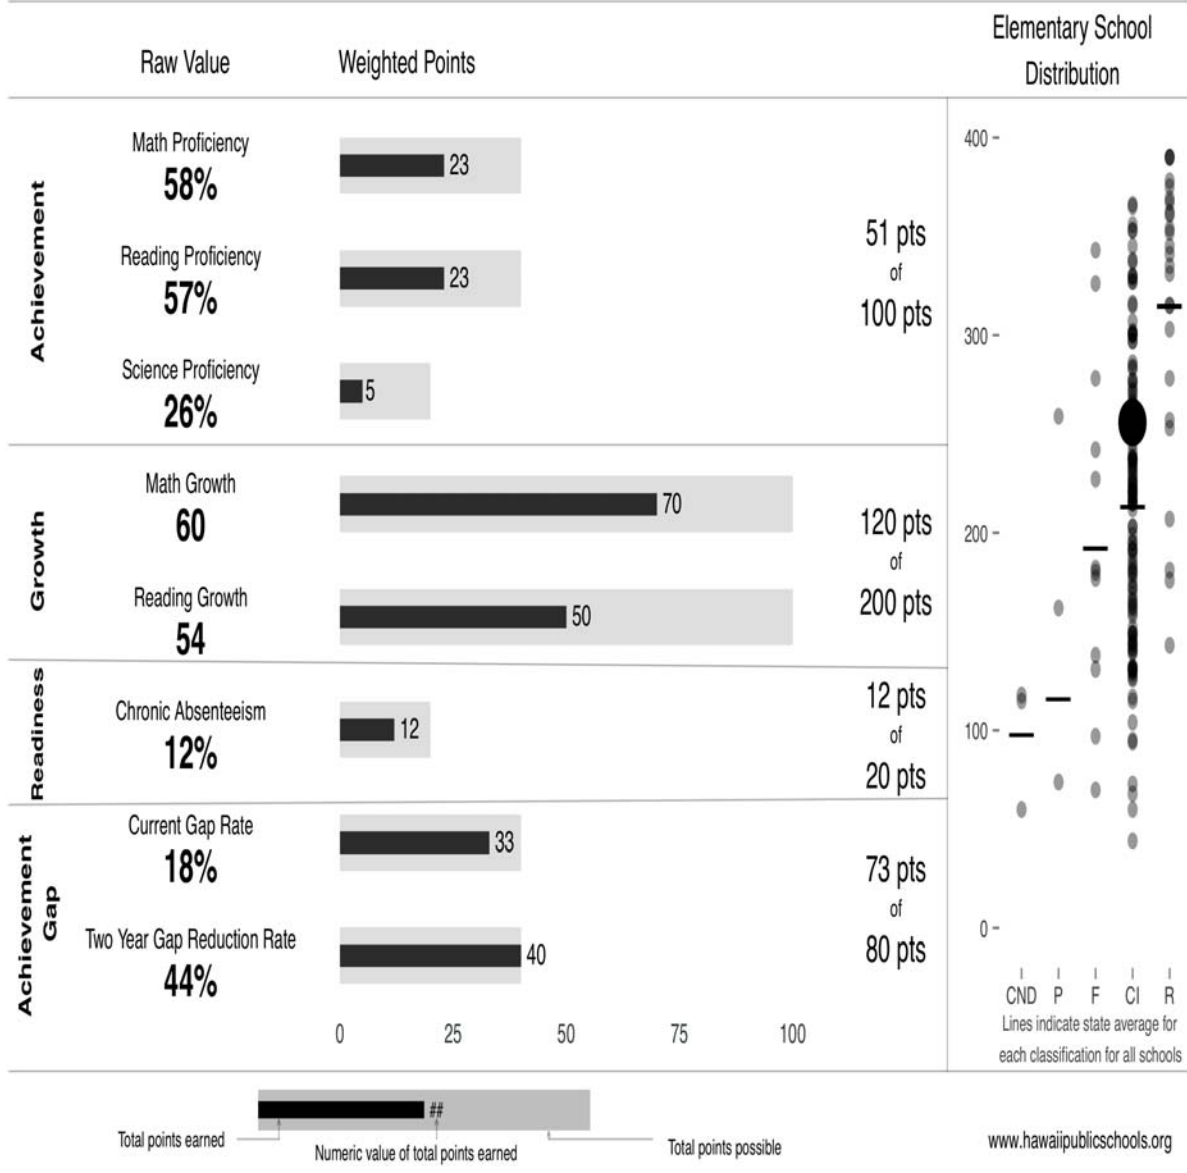 Raw Value
Weighted Points
Elementary School
Distribution
Achievement
Math Proficiency
58%
23
Reading Proficiency
57%
23
Science Proficiency
26%
5
51 pts
of
100 pts
Growth
Math Growth
60
70
Reading Growth
54
50
120 pts
of
200 pts
Readiness
Chronic Absenteeism
12%
12
12 pts
of
20 pts
Achievement
Gap
Current Gap Rate
18%
33
Two Year Gap Reduction Rate
44%
40
73 pts
of
80 pts
0 25 50 75 100
400
300
200
100
0
CND P F CI R
Lines indicate state average for
each classification for all schools
##
Total points earned
Numeric value of total points earned
Total points possible
www.hawaiipublicschools.org